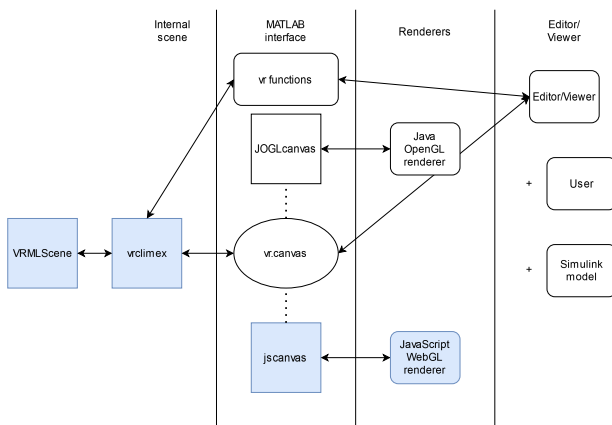 Internal
scene
MATLAB
interface
Renderers
Editor/
Viewer
vr functions
Editor/Viewer
JOGLcanvas
Java
OpenGL
renderer
+
User
VRMLScene
vrclimex
vr.canvas
+
Simulink
model
jscanvas
JavaScript
WebGL
renderer